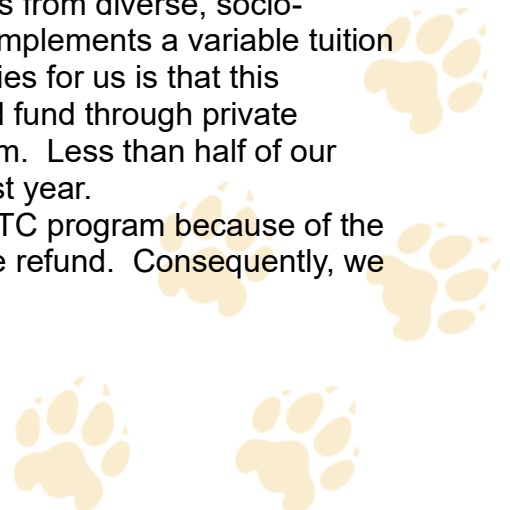 s from diverse, socio-
mplements a variable tuition
ies for us is that this
fund through private
m.  Less than half of our
st year.
TC program because of the
e refund.  Consequently, we